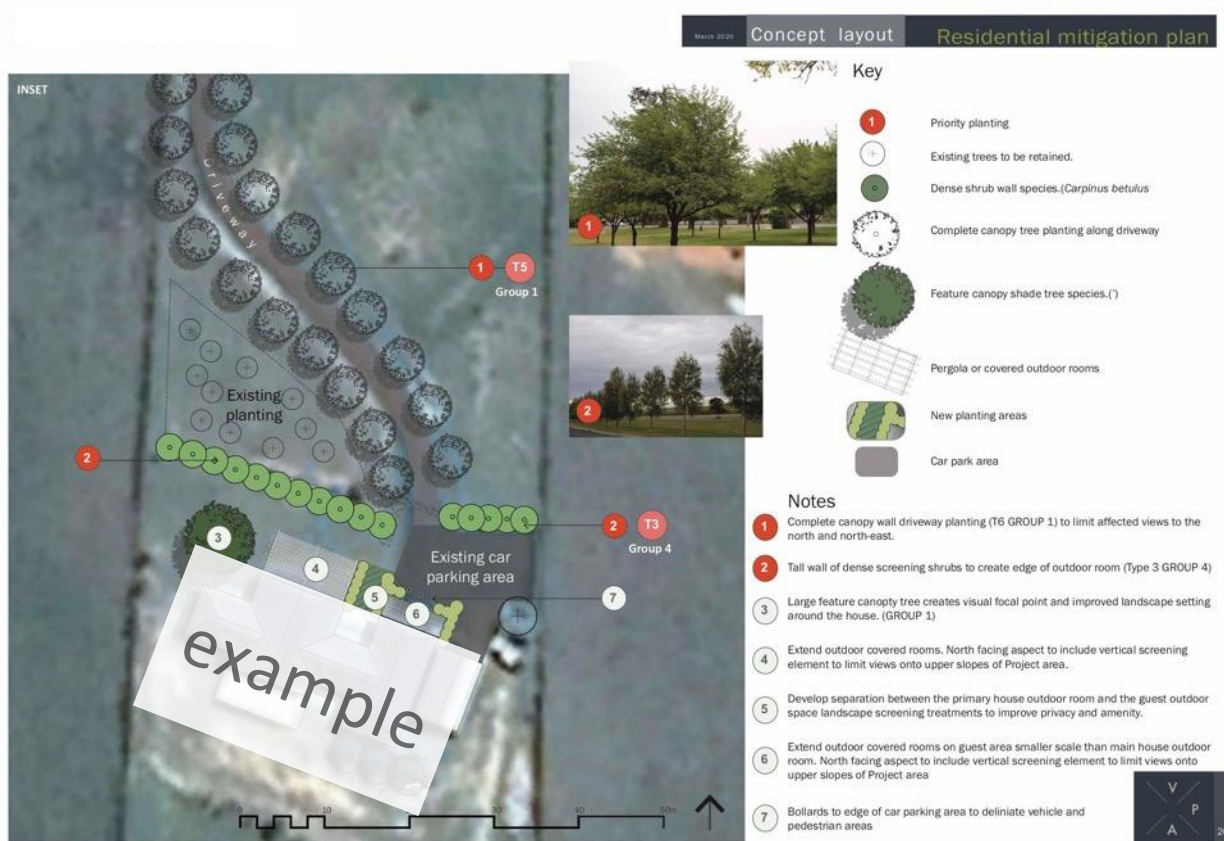 March 2020
Concept layout
Residential mitigation plan
INSET
Driveway
1
T5
Group 1
Existing
planting
2
2
T3
Group 4
Existing car
parking area
3
4
5
6
7
example
0
10
30
40
50m
1
2
Key
1
Priority planting
Existing trees to be retained.
Dense shrub wall species.(Carpinus betulus
Complete canopy tree planting along driveway
Feature canopy shade tree species.(')
Pergola or covered outdoor rooms
New planting areas
Car park area
Notes
1
Complete canopy wall driveway planting (T6 GROUP 1) to limit affected views to the
north and north-east.
2
Tall wall of dense screening shrubs to create edge of outdoor room (Type 3 GROUP 4)
3
Large feature canopty tree creates visual focal point and improved landscape setting
around the house. (GROUP 1)
4
Extend outdoor covered rooms. North facing aspect to include vertical screening
element to limit views onto upper slopes of Project area.
5
Develop separation between the primary house outdoor room and the guest outdoor
space landscape screening treatments to improve privacy and amenity.
6
Extend outdoor covered rooms on guest area smaller scale than main house outdoor
room. North facing aspect to include vertical screening element to limit views onto
upper slopes of Project area
7
Bollards to edge of car parking area to deliniate vehicle and
pedestrian areas
V
P
A